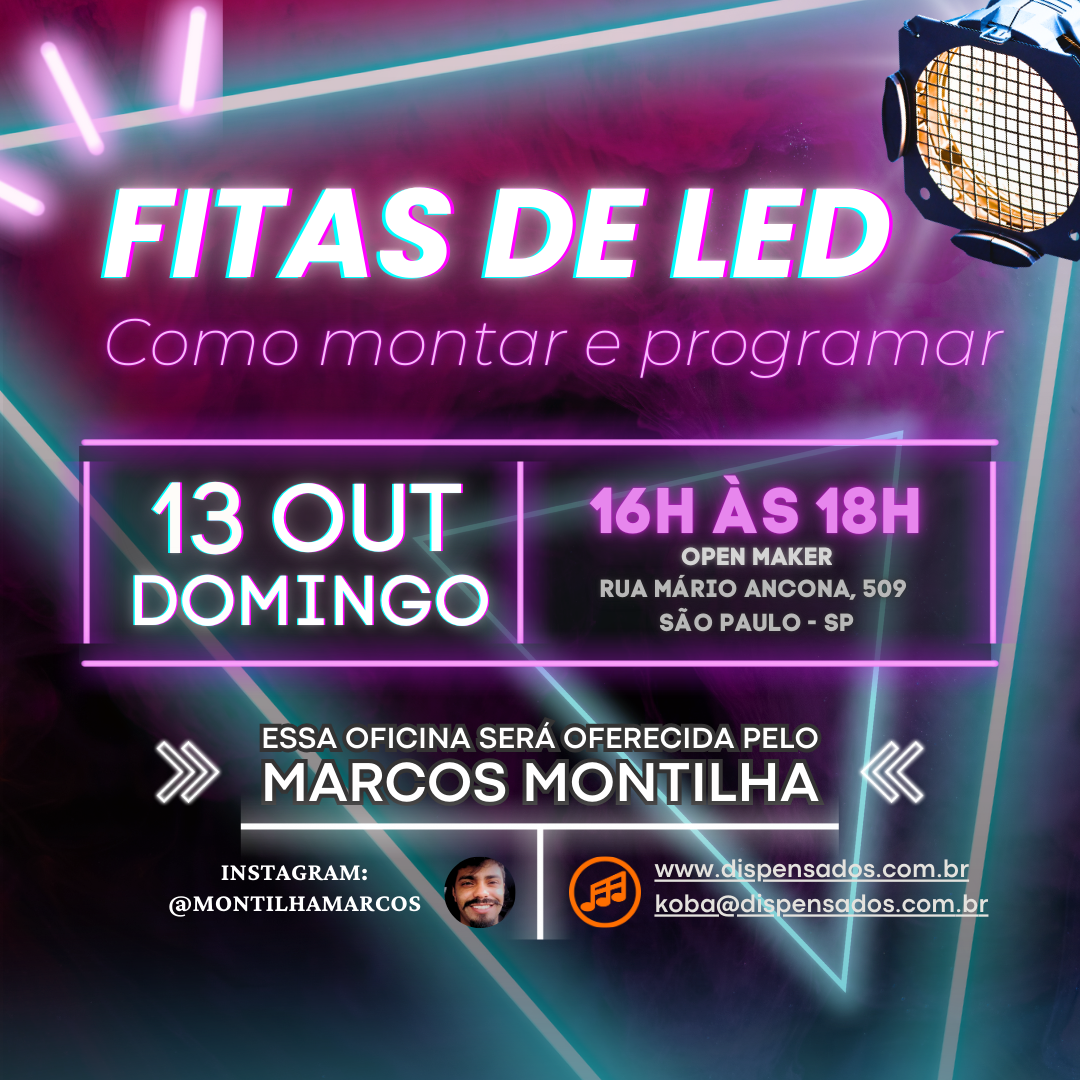 FITAS DE LED
Como montar e programar
13 OUT
DOMINGO
16H ÀS 18H
OPEN MAKER
RUA MÁRIO ANCONA, 509
SÃO PAULO - SP
ESSA OFICINA SERÁ OFERECIDA PELO
MARCOS MONTILHA
INSTAGRAM:
@MONTILHAMARCOS
www.dispensados.com.br
koba@dispensados.com.br